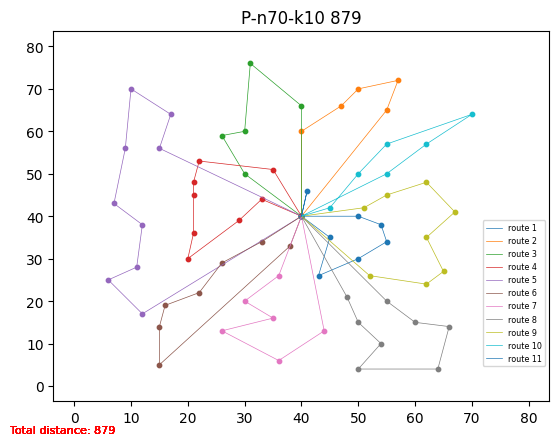 P-n70-k10 879
80
70
60
50
40
30
20
10
0
0 10 20 30 40 50 60 70 80
route 1
route 2
route 3
route 4
route 5
route 6
route 7
route 8
route 9
route 10
route 11
Total distance: 879